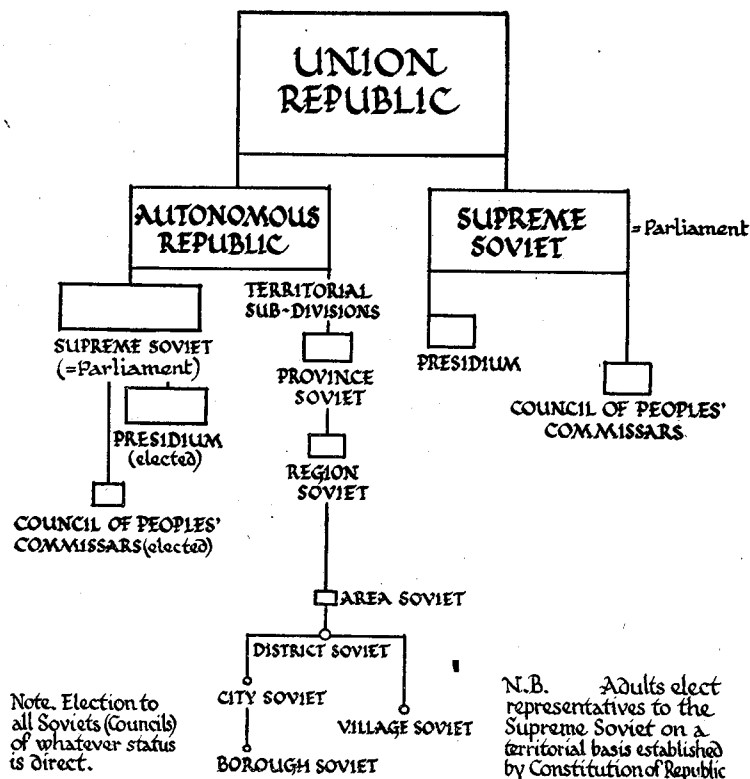 UNION
REPUBLIC
AUTONOMOUS
REPUBLIC
SUPREME
SOVIET
=Parliament
TERRITORIAL
SUB-DIVISIONS
SUPREME SOVIET
(=Parliament)
PROVINCE
SOVIET
PRESIDIUM
COUNCIL OF PEOPLES'
COMMISSARS
PRESIDIUM
(elected)
REGION
SOVIET
COUNCIL OF PEOPLES'
COMMISSARS (elected)
AREA SOVIET
DISTRICT SOVIET
CITY SOVIET
VILLAGE SOVIET
BOROUGH SOVIET
Note. Election to
all Soviets (Councils)
of whatever status
is direct.
N.B. Adults elect
representatives to the
Supreme Soviet on a
territorial basis established
by Constitution of Republic